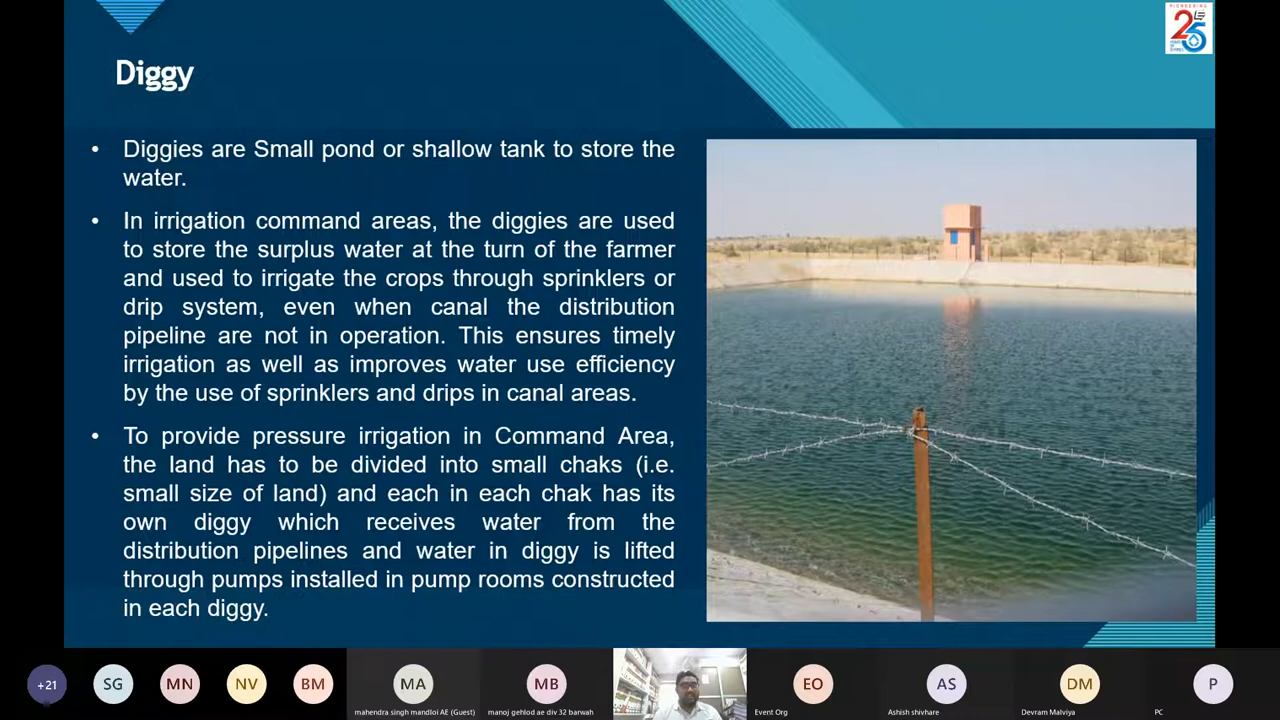 PIONEERING
25
Diggy
• Diggies are Small pond or shallow tank to store the
water.
• In irrigation command areas, the diggies are used
to store the surplus water at the turn of the farmer
and used to irrigate the crops through sprinklers or
drip system, even when canal the distribution
pipeline are not in operation. This ensures timely
irrigation as well as improves water use efficiency
by the use of sprinklers and drips in canal areas.
• To provide pressure irrigation in Command Area,
the land has to be divided into small chaks (i.e.
small size of land) and each in each chak has its
own diggy which receives water from the
distribution pipelines and water in diggy is lifted
through pumps installed in pump rooms constructed
in each diggy.
+21
SG
MN
NV
BM
MA
MB
EO
AS
DM
P
mahendra singh mandloi AE (Guest)
manoj gehlod ae div 32 barwah
Event Org
Ashish shivhare
Devram Malviya
PC